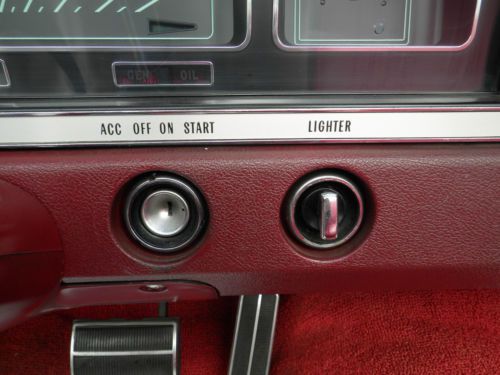 GEN OIL
ACC OFF ON START LIGHTER